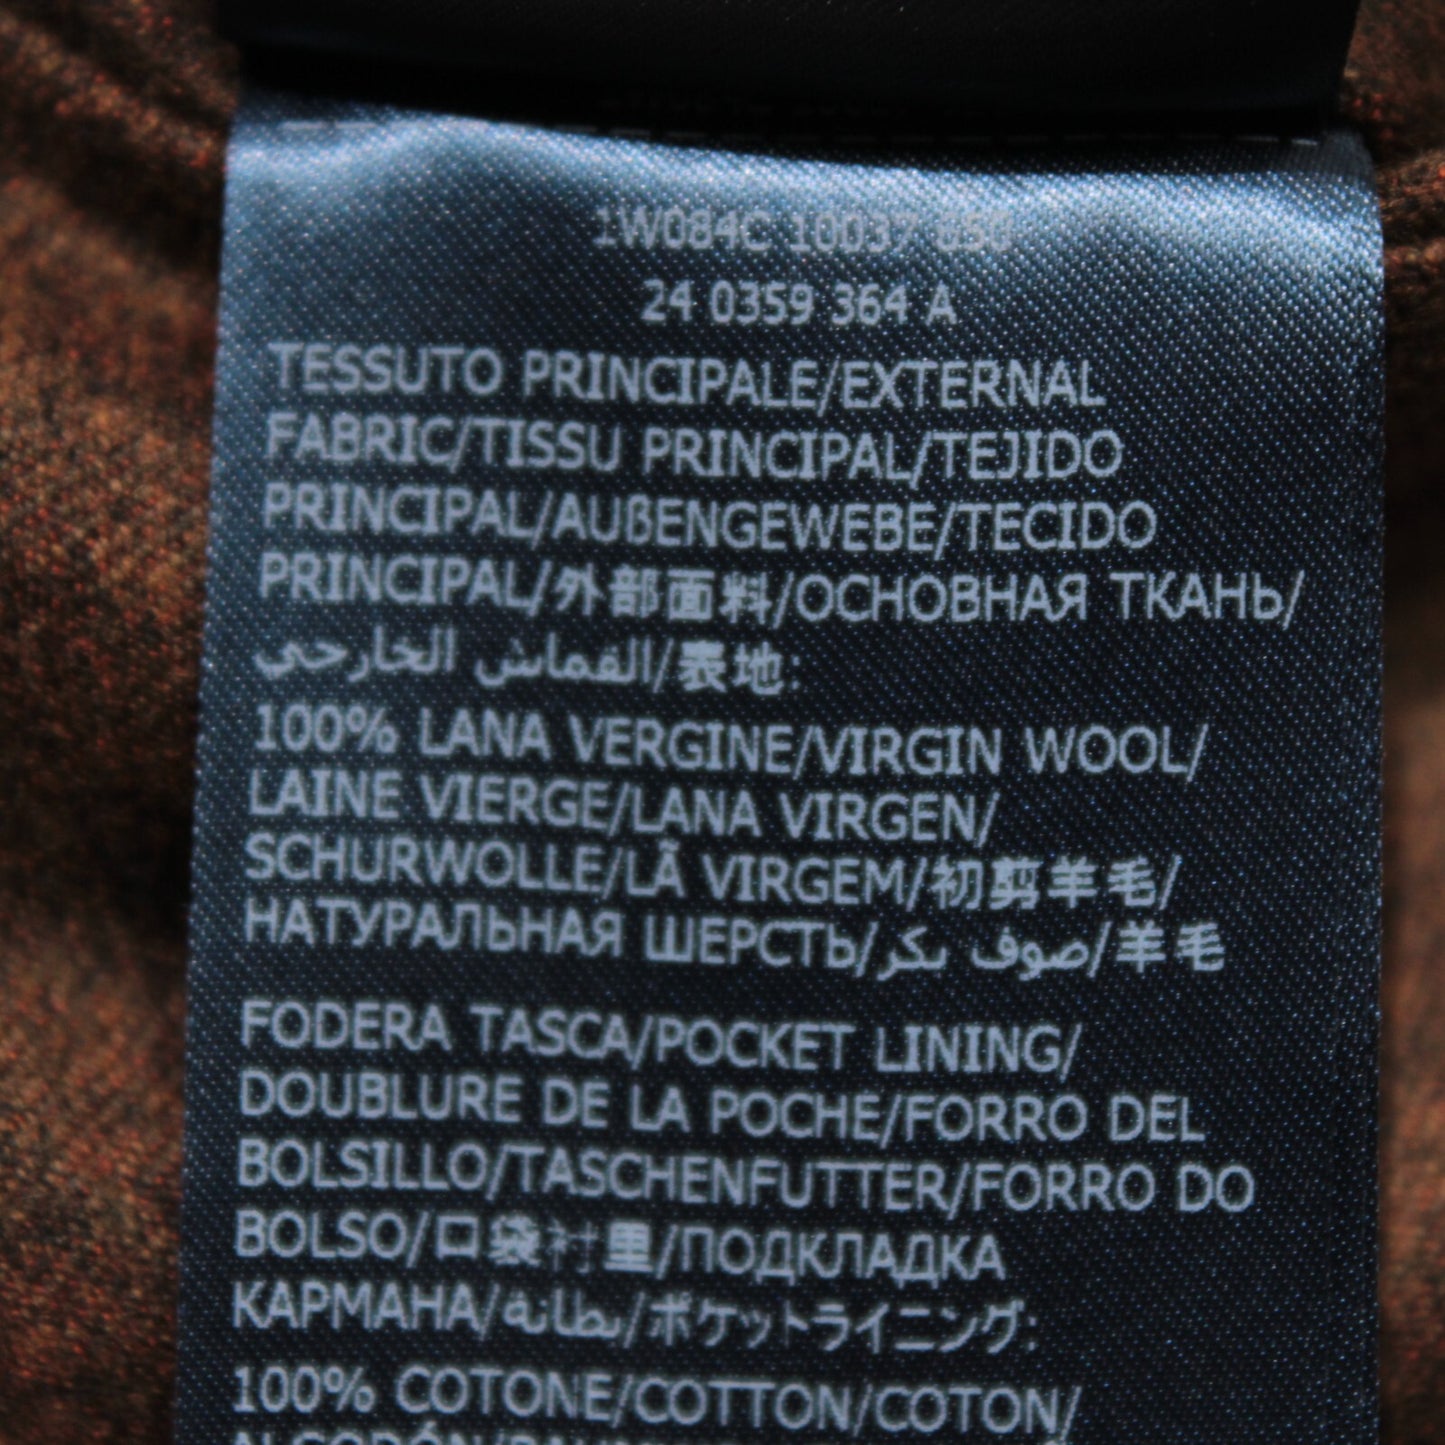 1W084C 10037 650
24 0359 364 A
TESSUTO PRINCIPALE/EXTERNAL
FABRIC/TISSU PRINCIPAL/TEJIDO
PRINCIPAL/AUßENGEWEBE/TECIDO
PRINCIPAL/外部面料/ОСНОВНАЯ ТКАНЬ/
القماش الخارحي/表地:
100% LANA VERGINE/VIRGIN WOOL/
LAINE VIERGE/LANA VIRGEN/
SCHURWOLLE/LÃ VIRGEM/初剪羊毛/
НАТУРАЛЬНАЯ ШЕРСТЬ/صوف بكر/羊毛
FODERA TASCA/POCKET LINING/
DOUBLURE DE LA POCHE/FORRO DEL
BOLSILLO/TASCHENFUTTER/FORRO DO
BOLSO/口袋衬里/ПОДКЛАДКА
КАРМАНА/بطانة/ポケットライニング:
100% COTONE/COTTON/COTON/